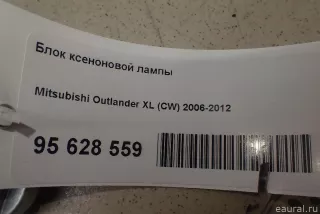 Блок ксеноновой лампы
Mitsubishi Outlander XL (CW) 2006-2012
95 628 559
eaural.ru